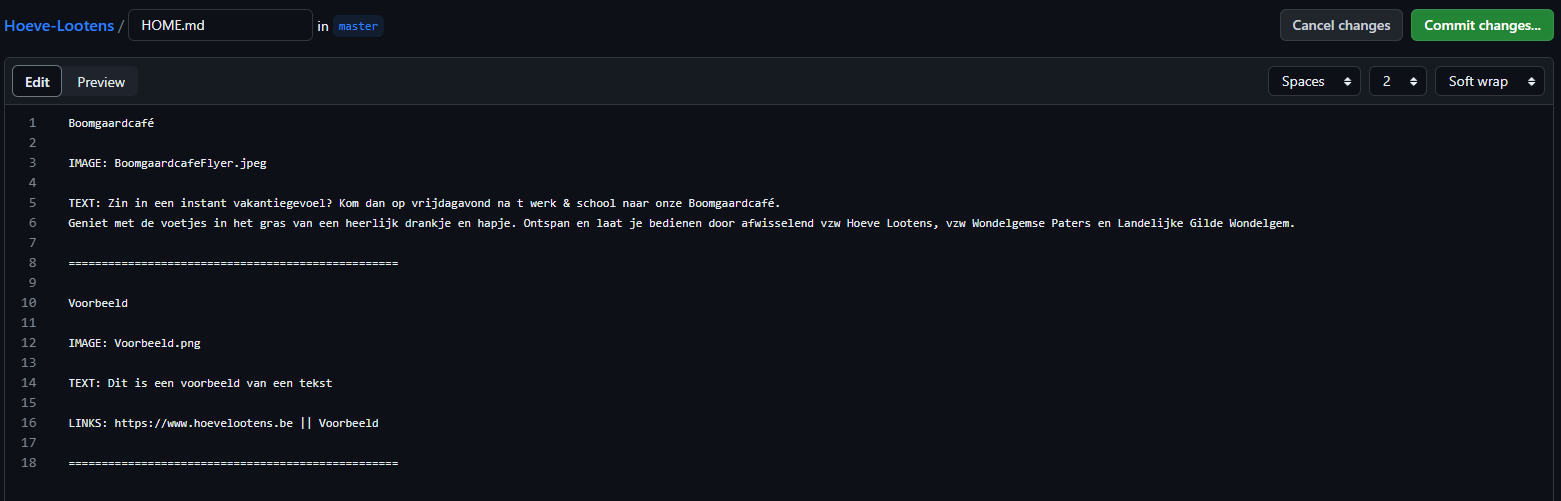 Hoeve-Lootens / HOME.md in master Cancel changes Commit changes...
Edit Preview Spaces 2 Soft wrap
1 Boomgaardcafé
2
3 IMAGE: BoomgaardcafeFlyer.jpeg
4
5 TEXT: Zin in een instant vakantiegevoel? Kom dan op vrijdagavond na t werk & school naar onze Boomgaardcafé.
6 Geniet met de voetjes in het gras van een heerlijk drankje en hapje. Ontspan en laat je bedienen door afwisselend vzw Hoeve Lootens, vzw Wondelgemse Paters en Landelijke Gilde Wondelgem.
7
8 ==================================================
9
10 Voorbeeld
11
12 IMAGE: Voorbeeld.png
13
14 TEXT: Dit is een voorbeeld van een tekst
15
16 LINKS: https://www.hoevelootens.be || Voorbeeld
17
18 ==================================================